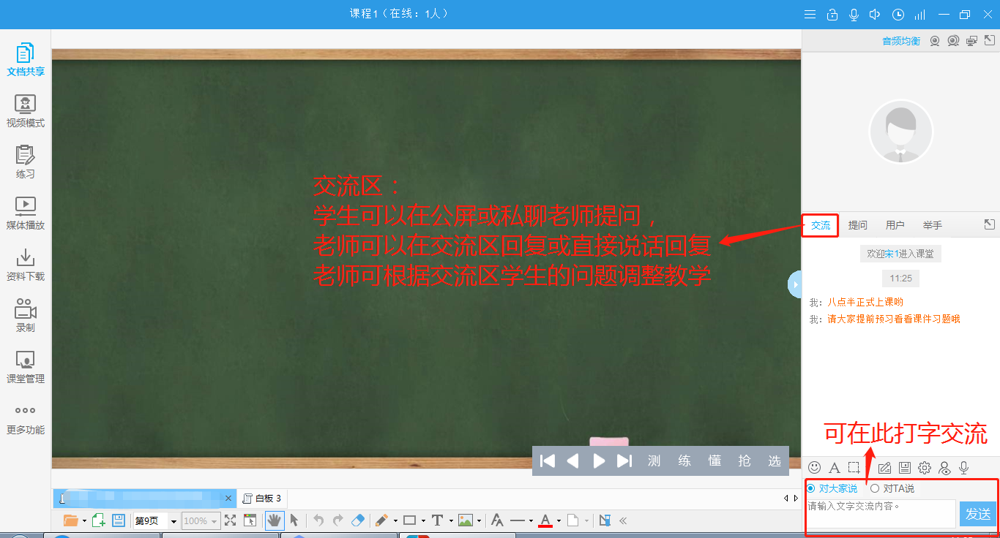 课程1（在线：1人）
音频均衡
文档共享
视频模式
练习
媒体播放
资料下载
录制
课堂管理
更多功能
交流区：
学生可以在公屏或私聊老师提问，
老师可以在交流区回复或直接说话回复
老师可根据交流区学生的问题调整教学
交流 提问 用户 举手
欢迎宋1进入课堂
11:25
我：八点半正式上课哟
我：请大家提前预习看看课件习题哦
可在此打字交流
测 练 懂 抢 选
对大家说 对TA说
请输入文字交流内容。
发送
白板 3
第9页 100%